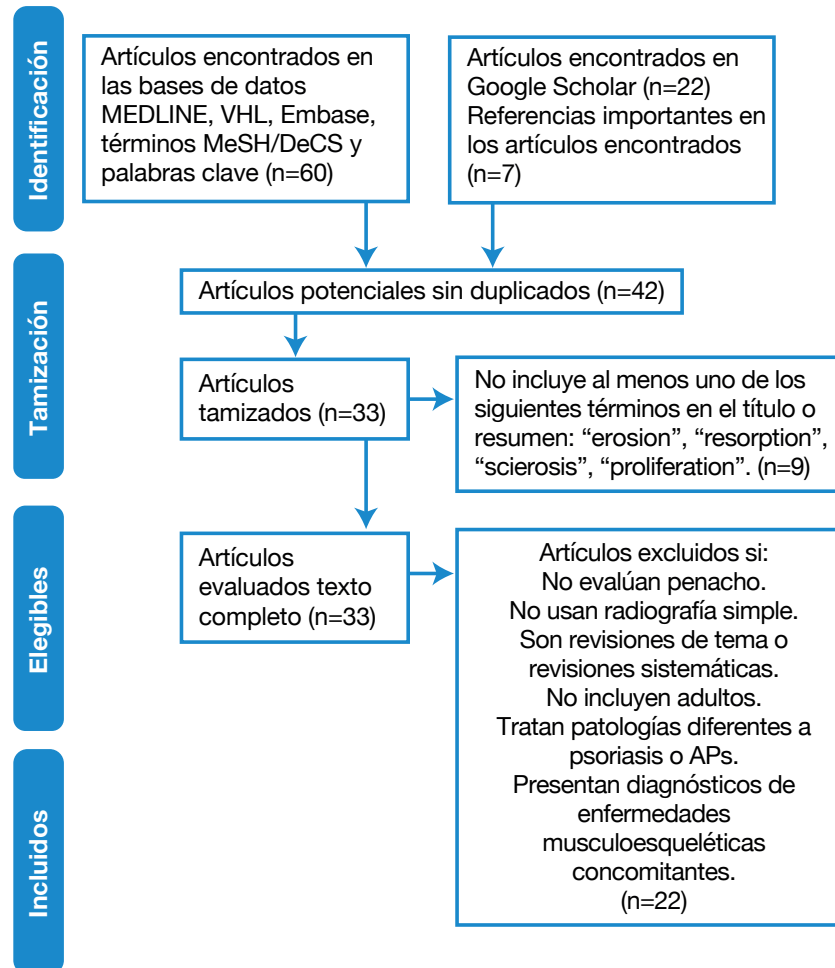 Identificación
Artículos encontrados en
las bases de datos
MEDLINE, VHL, Embase,
términos MeSH/DeCS y
palabras clave (n=60)
Artículos encontrados en
Google Scholar (n=22)
Referencias importantes en
los artículos encontrados
(n=7)
Tamización
Artículos potenciales sin duplicados (n=42)
Artículos
tamizados (n=33)
No incluye al menos uno de los
siguientes términos en el título o
resumen: “erosion”, “resorption”,
“scierosis”, “proliferation”. (n=9)
Elegibles
Artículos
evaluados texto
completo (n=33)
Artículos excluidos si:
No evalúan penacho.
No usan radiografía simple.
Son revisiones de tema o
revisiones sistemáticas.
No incluyen adultos.
Tratan patologías diferentes a
psoriasis o APs.
Presentan diagnósticos de
enfermedades
musculoesqueléticas
concomitantes.
(n=22)
Incluidos